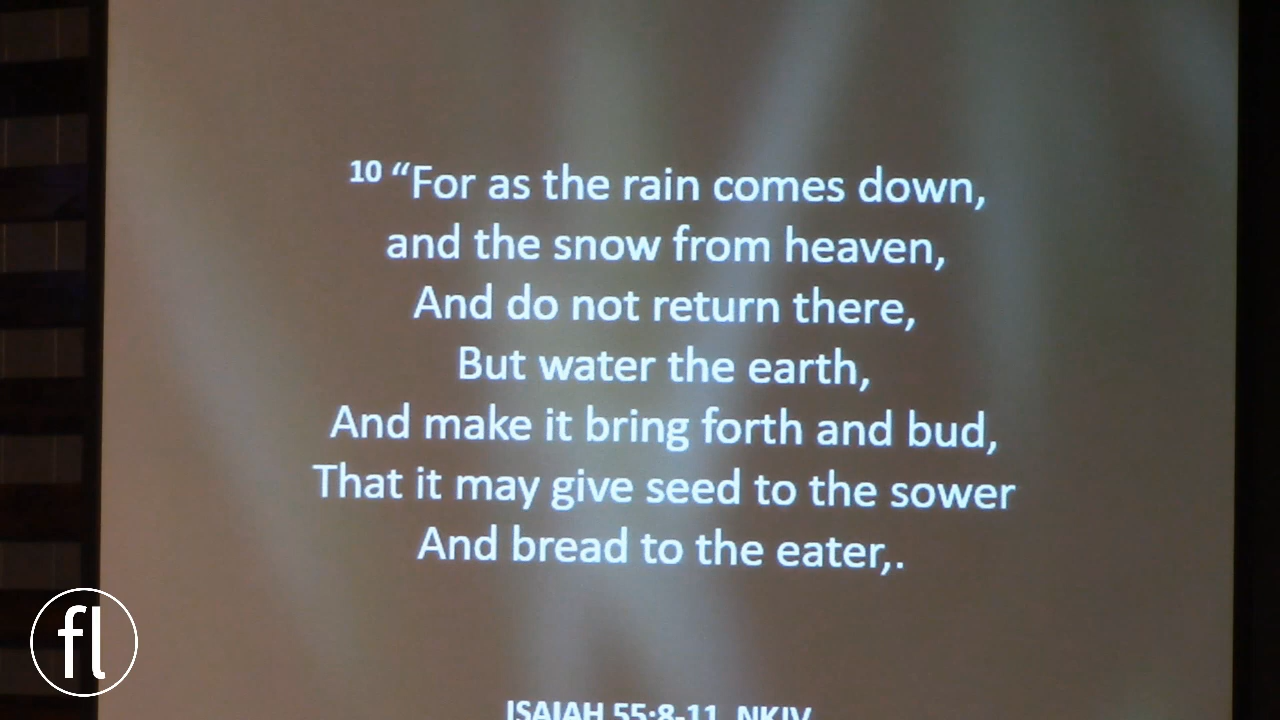 10 “For as the rain comes down,
and the snow from heaven,
And do not return there,
But water the earth,
And make it bring forth and bud,
That it may give seed to the sower
And bread to the eater,.
ISAIAH 55:8-11, NKJV
fl